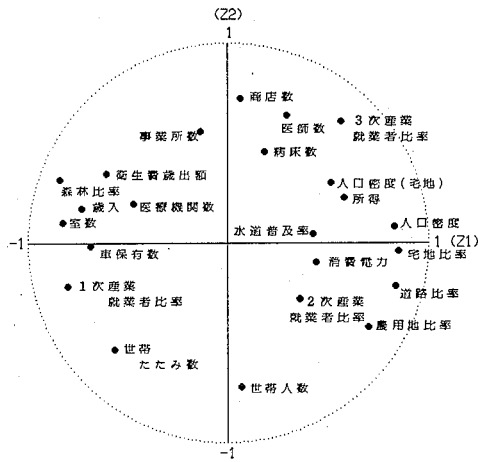 (Z2)
1
商店数
医師数
3次産業
就業者比率
事業所数
病床数
衛生費歳出額
森林比率
人口密度(宅地)
所得
歳入
医療機関数
室数
水道普及率
人口密度
-1
1 (Z1)
車保有数
宅地比率
消費電力
1次産業
就業者比率
道路比率
2次産業
就業者比率
農用地比率
世帯
たたみ数
世帯人数
-1